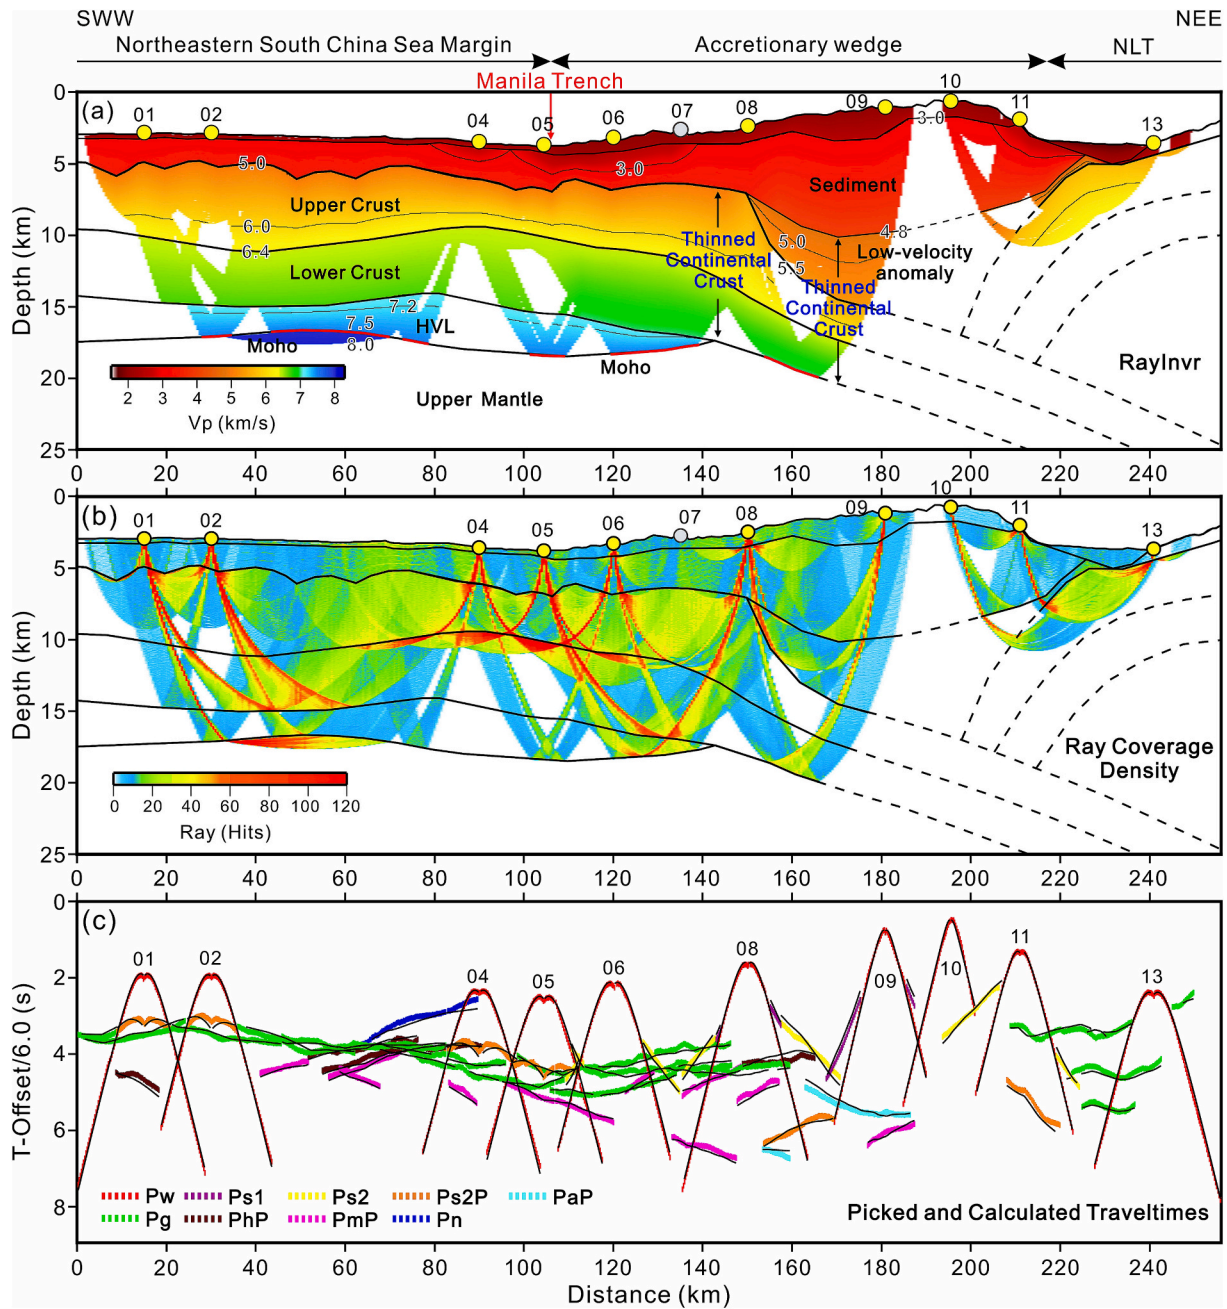 SWW NEE
Northeastern South China Sea Margin Accretionary wedge NLT
Manila Trench
(a)
01 02 04 05 06 07 08 09 10 11 13
0
5
10
15
20
25
Depth (km)
5.0
6.0
6.4
7.2
7.5
8.0
3.0
3.0
4.8
5.0
5.5
Sediment
Upper Crust
Lower Crust
HVL
Moho
Moho
Upper Mantle
Thinned
Continental
Crust
Thinned
Continental
Crust
Low-velocity
anomaly
RayInvr
2 3 4 5 6 7 8
Vp (km/s)
0 20 40 60 80 100 120 140 160 180 200 220 240
(b)
01 02 04 05 06 07 08 09 10 11 13
0
5
10
15
20
25
Depth (km)
Ray Coverage
Density
0 20 40 60 80 100 120
Ray (Hits)
0 20 40 60 80 100 120 140 160 180 200 220 240
(c)
01 02 04 05 06 08 09 10 11 13
0
2
4
6
8
T-Offset/6.0 (s)
Pw Ps1 Ps2 Ps2P PaP
Pg PhP PmP Pn
Picked and Calculated Traveltimes
0 20 40 60 80 100 120 140 160 180 200 220 240
Distance (km)